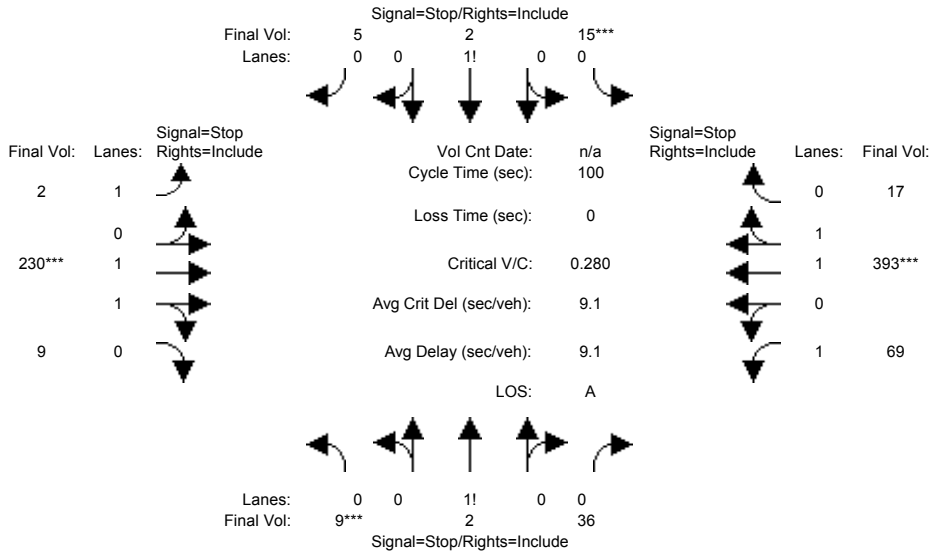 Signal=Stop/Rights=Include
Final Vol: 5 2 15***
Lanes: 0 0 1! 0 0
Signal=Stop Signal=Stop
Final Vol: Lanes: Rights=Include Vol Cnt Date: n/a Rights=Include Lanes: Final Vol:
Cycle Time (sec): 100
2 1 0 17
Loss Time (sec): 0
0 1
230*** 1 Critical V/C: 0.280 1 393***
1 Avg Crit Del (sec/veh): 9.1 0
9 0 Avg Delay (sec/veh): 9.1 1 69
LOS: A
Lanes: 0 0 1! 0 0
Final Vol: 9*** 2 36
Signal=Stop/Rights=Include